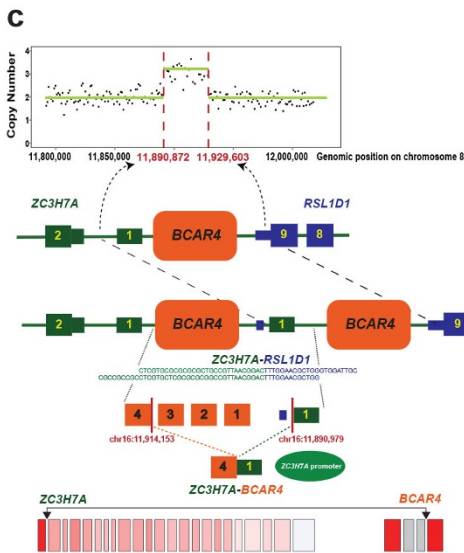 C
Copy Number
4
3
2
1
0
11,800,000 11,850,000 11,890,872 11,929,603 12,000,000 Genomic position on chromosome 8
ZC3H7A RSL1D1
2 1 BCAR4 9 8
2 1 BCAR4 1 BCAR4 9
ZC3H7A-RSL1D1
CTCGTGCGCGCGCGCTGCCGTTAACGGACTTTGGAACGCTGGGTGGATTGC
CGCCGCCGCCTCGTGCTCGCGCGCGGCCGTTAACGGACTTTGGAACGCTGG
4 3 2 1 1
chr16:11,914,153 chr16:11,890,979
4 1 ZC3H7A promoter
ZC3H7A-BCAR4
ZC3H7A BCAR4